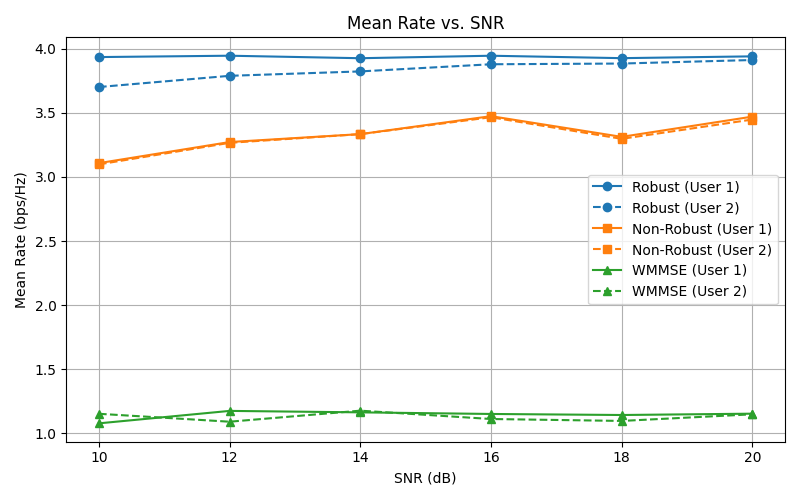 Mean Rate vs. SNR
Mean Rate (bps/Hz)
4.0
3.5
3.0
2.5
2.0
1.5
1.0
Robust (User 1)
Robust (User 2)
Non-Robust (User 1)
Non-Robust (User 2)
WMMSE (User 1)
WMMSE (User 2)
10 12 14 16 18 20
SNR (dB)